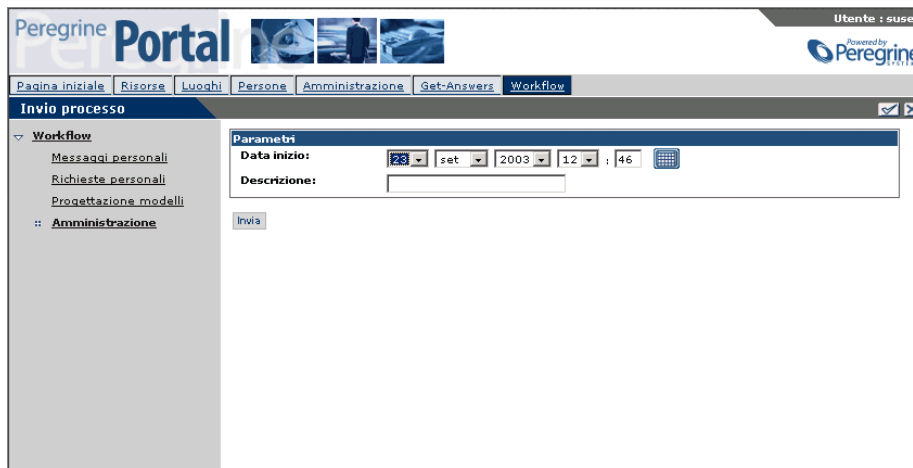 Peregrine Portal
Utente : suse
Powered by
Peregrine
SYSTEMS
Pagina iniziale Risorse Luoghi Persone Amministrazione Get-Answers Workflow
Invio processo
Workflow
Messaggi personali
Richieste personali
Progettazione modelli
Amministrazione
Parametri
Data inizio: 23 set 2003 12 : 46
Descrizione:
Invia